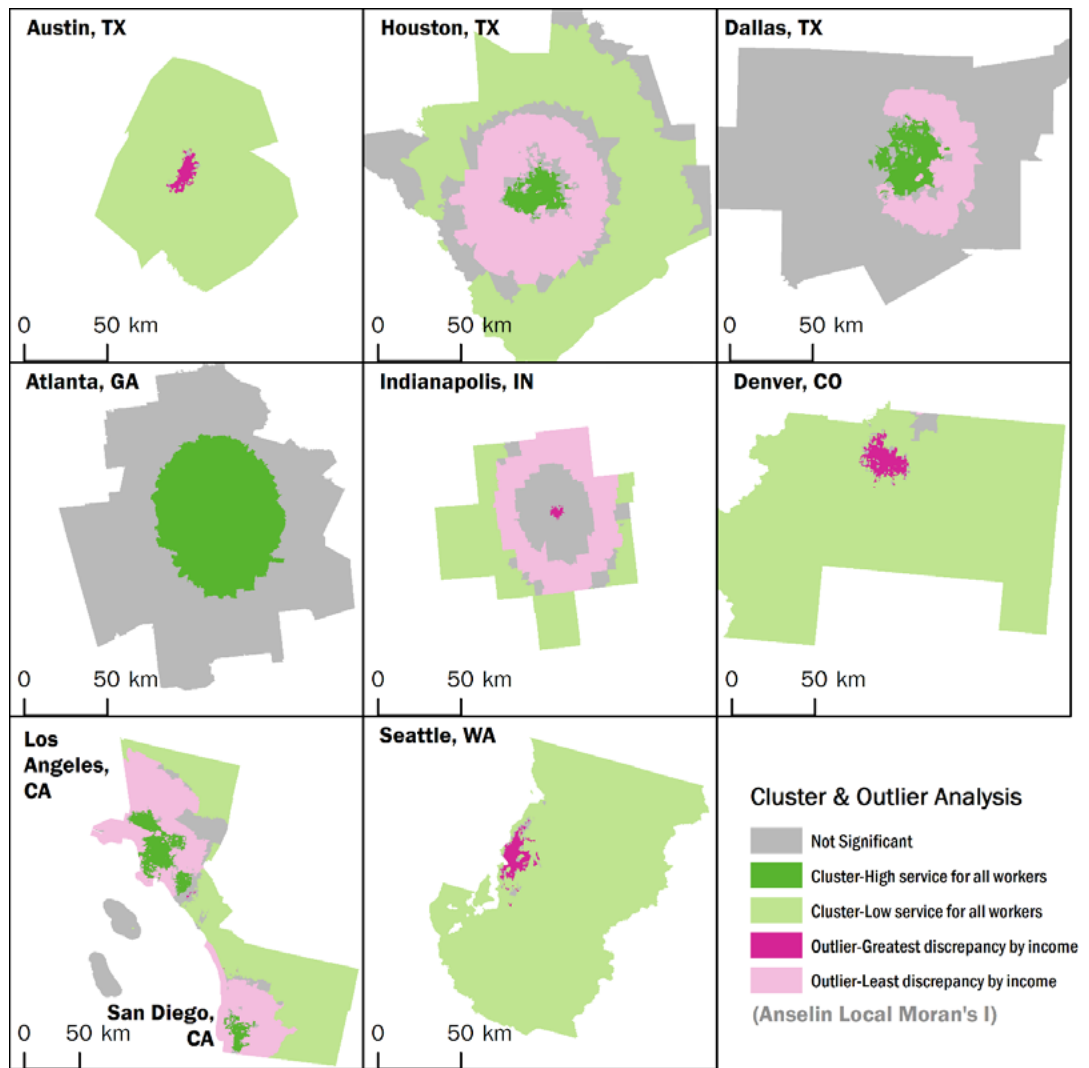 Austin, TX
0 50 km
Houston, TX
0 50 km
Dallas, TX
0 50 km
Atlanta, GA
0 50 km
Indianapolis, IN
0 50 km
Denver, CO
0 50 km
Los
Angeles,
CA
San Diego,
CA
0 50 km
Seattle, WA
0 50 km
Cluster & Outlier Analysis
Not Significant
Cluster-High service for all workers
Cluster-Low service for all workers
Outlier-Greatest discrepancy by income
Outlier-Least discrepancy by income
(Anselin Local Moran's I)